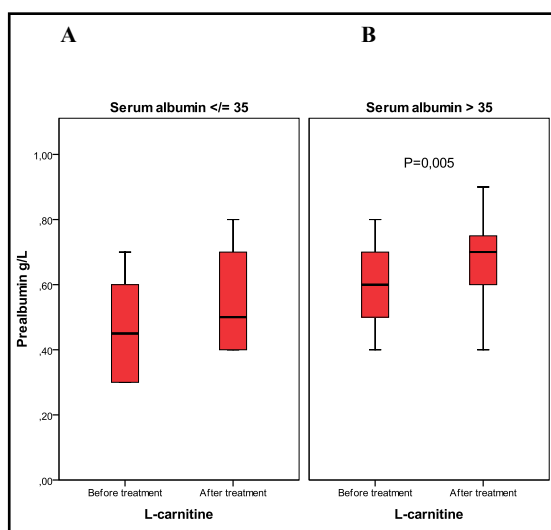 A B
Serum albumin </= 35 Serum albumin > 35
P=0,005
Prealbumin g/L
1,00
,80
,60
,40
,20
,00
Before treatment After treatment Before treatment After treatment
L-carnitine L-carnitine